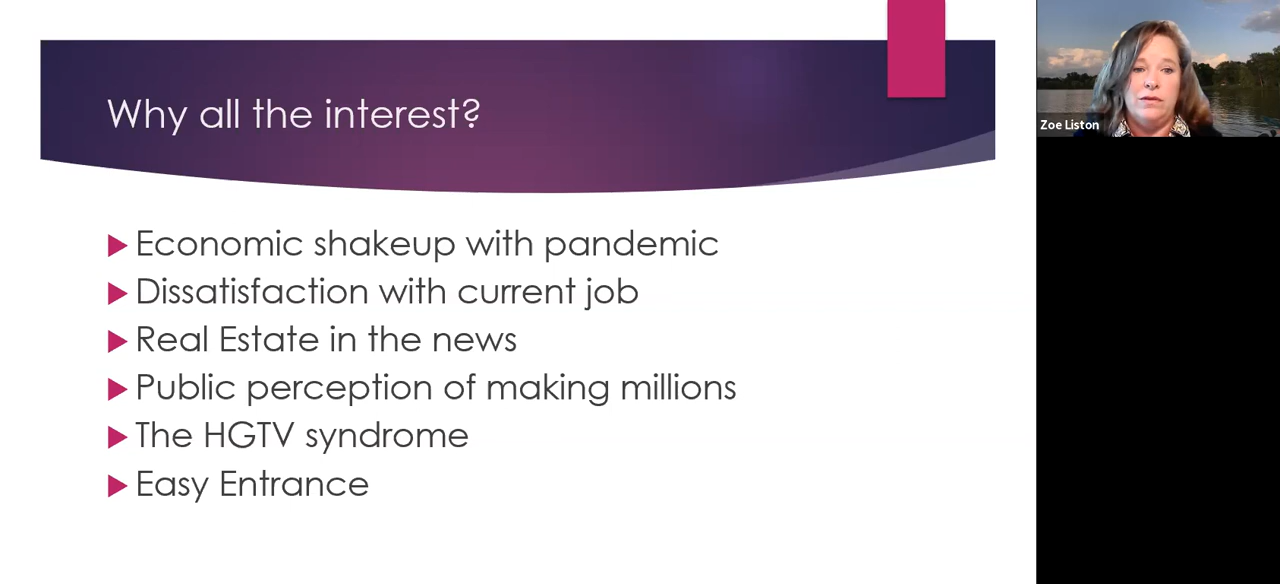 Why all the interest?
Economic shakeup with pandemic
Dissatisfaction with current job
Real Estate in the news
Public perception of making millions
The HGTV syndrome
Easy Entrance
Zoe Liston